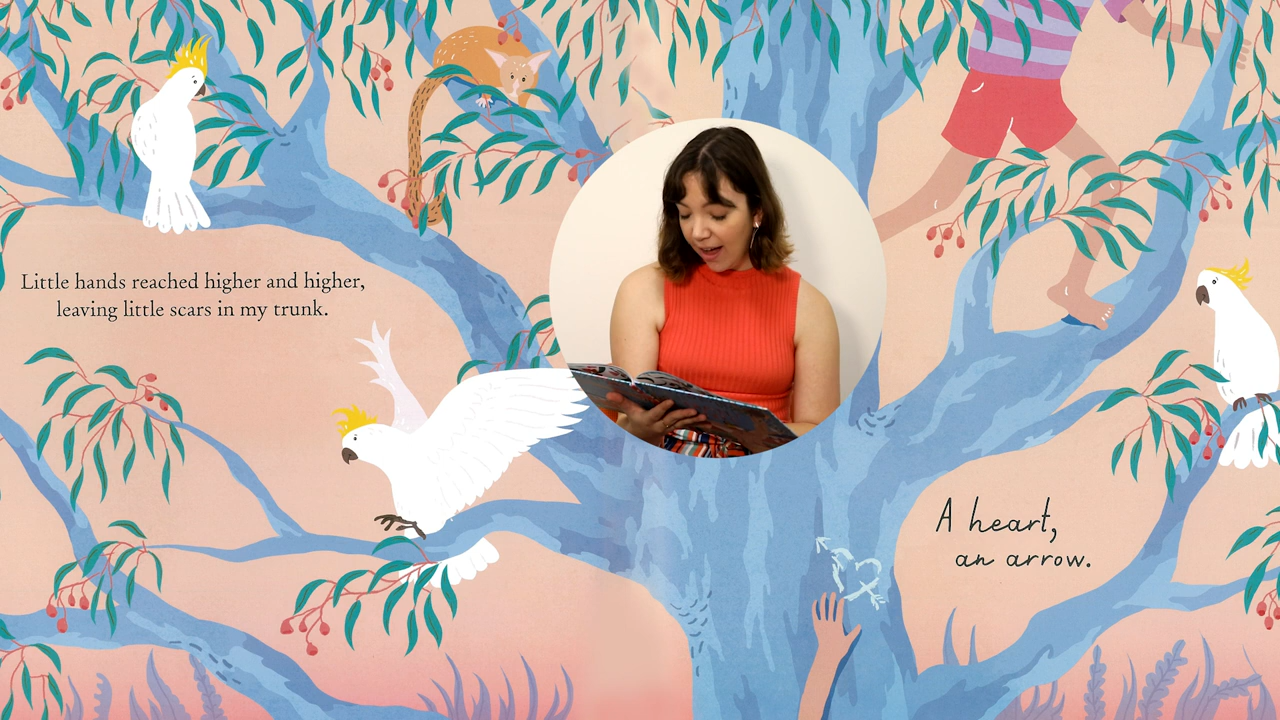 Little hands reached higher and higher,
leaving little scars in my trunk.
A heart,
an arrow.